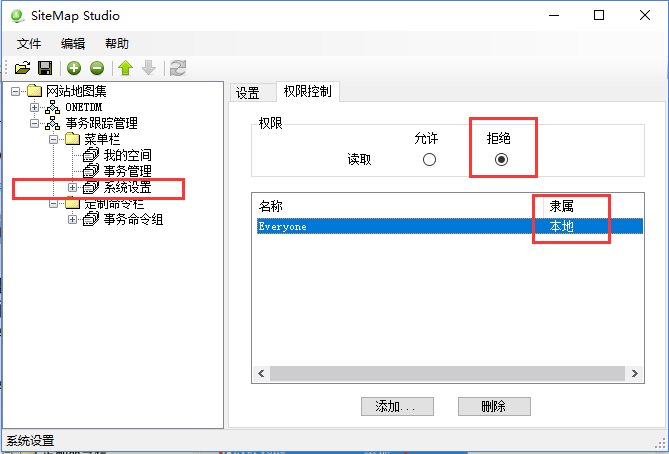 SiteMap Studio
文件 编辑 帮助
网站地图集
ONETDM
事务跟踪管理
菜单栏
我的空间
事务管理
系统设置
定制命令栏
事务命令组
设置 权限控制
权限
允许 拒绝
读取
名称 隶属
Everyone 本地
添加... 删除
系统设置